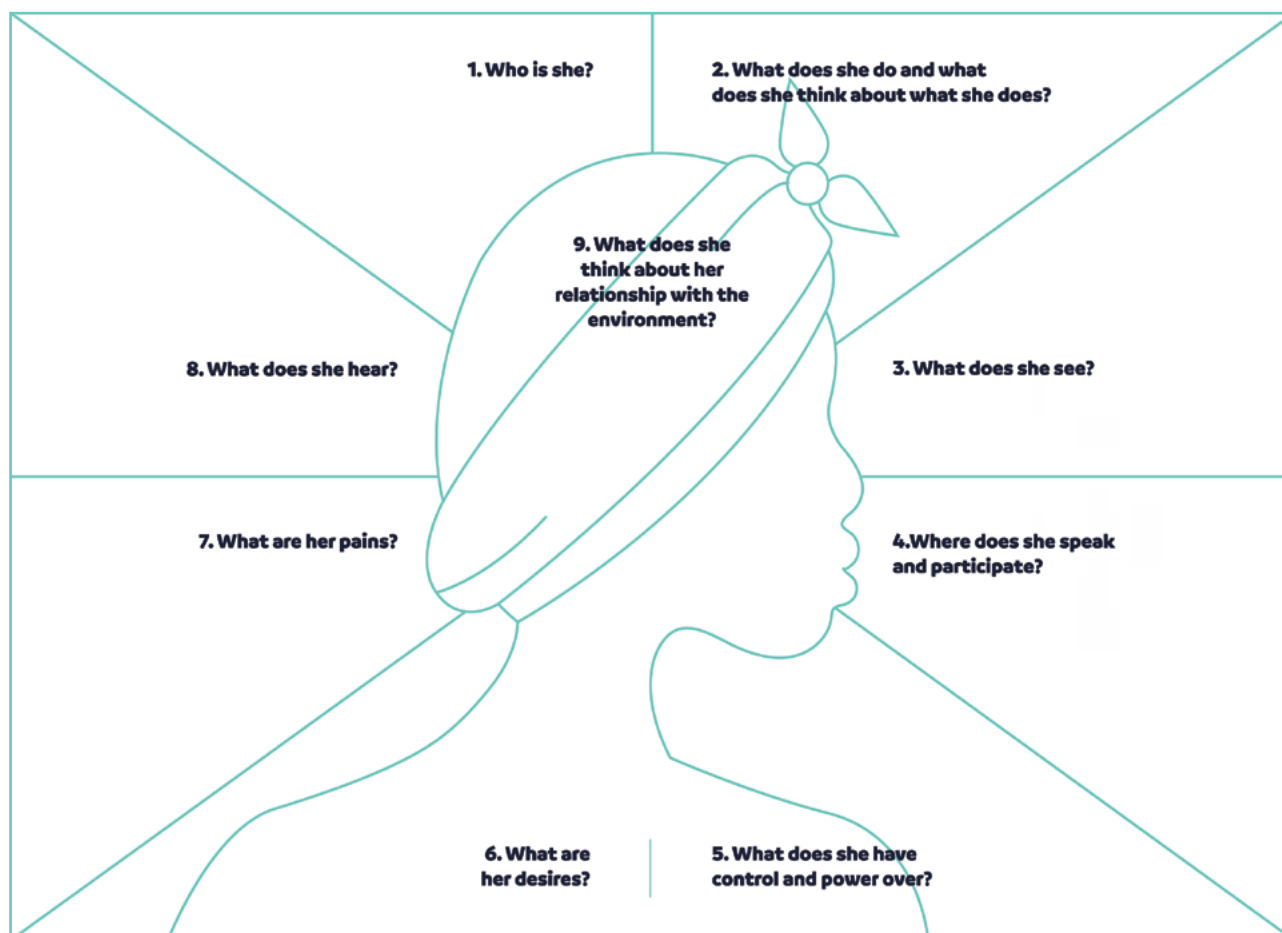 1. Who is she?
2. What does she do and what
does she think about what she does?
9. What does she
think about her
relationship with the
environment?
8. What does she hear?
3. What does she see?
7. What are her pains?
4.Where does she speak
and participate?
6. What are
her desires?
5. What does she have
control and power over?